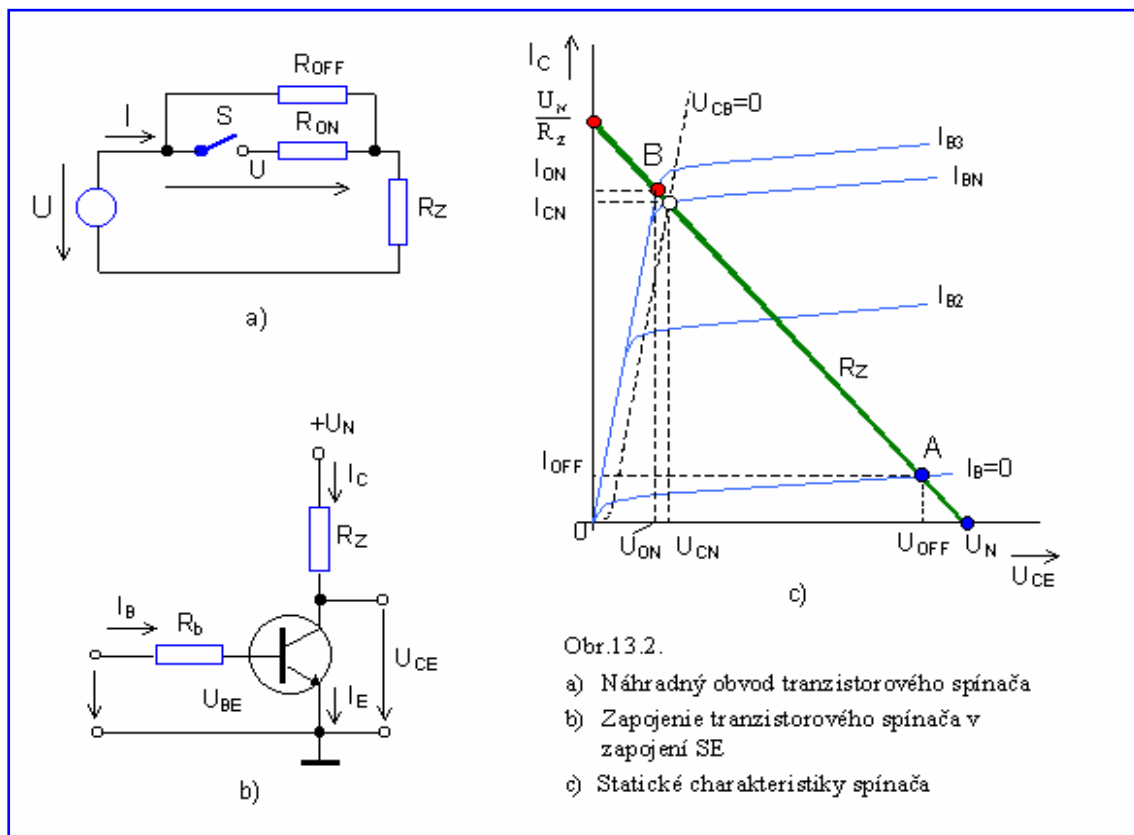 R_OFF
I
S
R_ON
U
U
R_Z
a)
+U_N
I_C
R_Z
I_B
R_b
U_BE
I_E
U_CE
b)
I_C
U_N
R_Z
U_CB=0
B
I_ON
I_CN
I_B3
I_BN
I_B2
R_Z
I_OFF
A
I_B=0
0
U_ON
U_CN
U_OFF
U_N
U_CE
c)
Obr.13.2.
a) Náhradný obvod tranzistorového spínača
b) Zapojenie tranzistorového spínača v
zapojení SE
c) Statické charakteristiky spínača